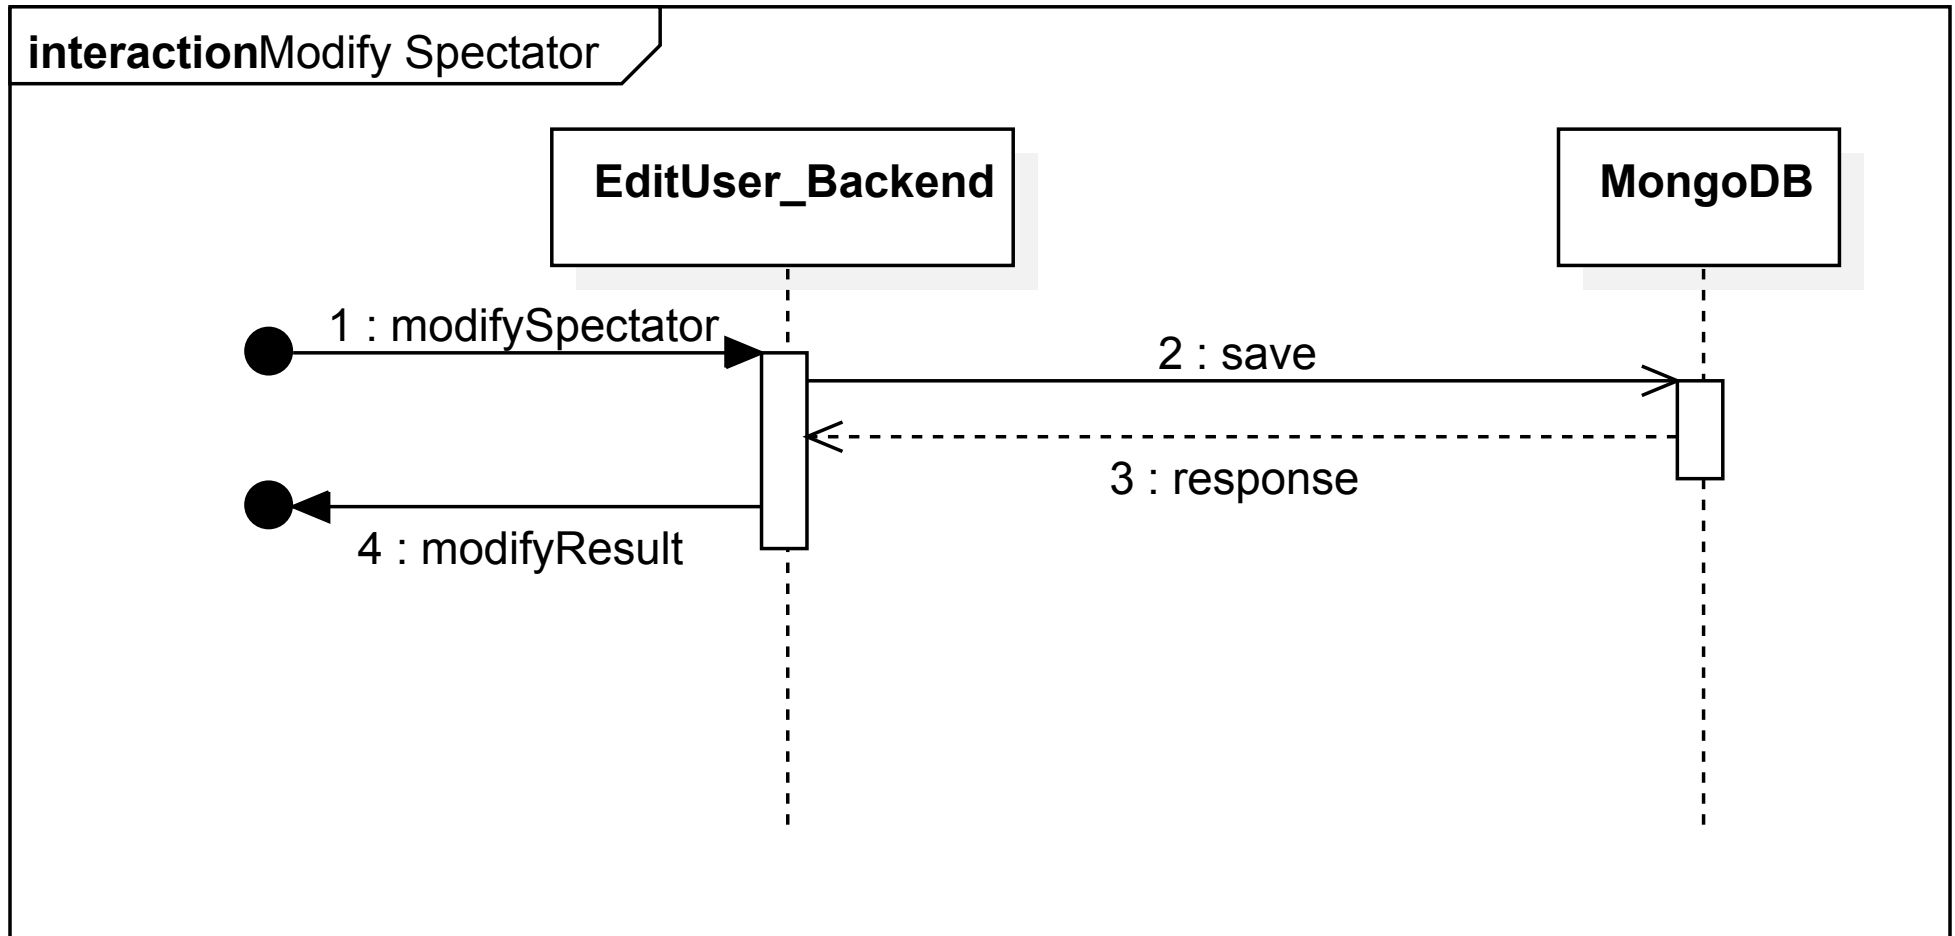 interactionModify Spectator
EditUser_Backend
MongoDB
1 : modifySpectator
2 : save
3 : response
4 : modifyResult